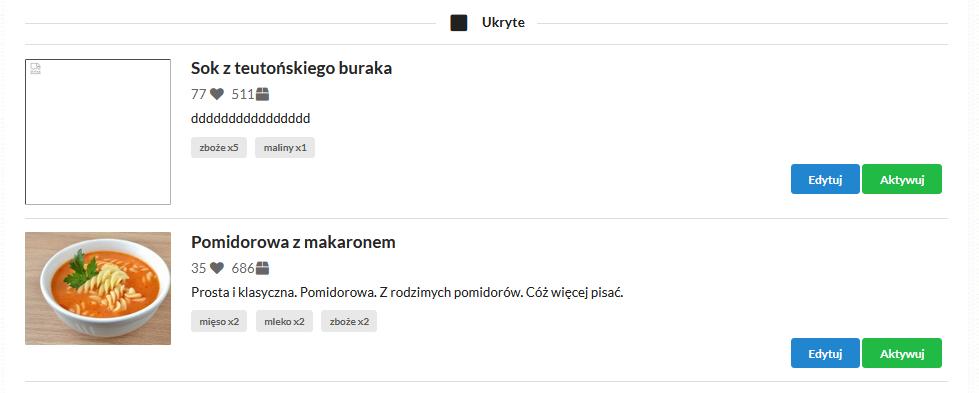 Ukryte
Sok z teutońskiego buraka
77 511
dddddddddddddddd
zboże x5 maliny x1
Edytuj Aktywuj
Pomidorowa z makaronem
35 686
Prosta i klasyczna. Pomidorowa. Z rodzimych pomidorów. Cóż więcej pisać.
mięso x2 mleko x2 zboże x2
Edytuj Aktywuj